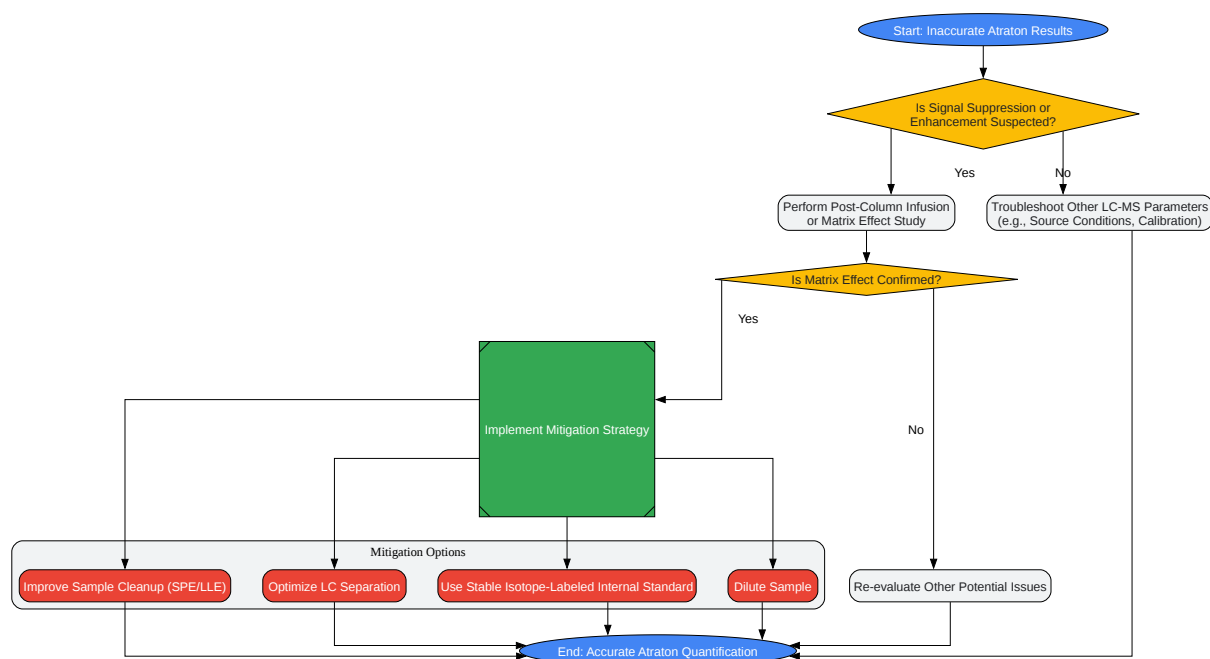 Start: Inaccurate Atraton Results
Is Signal Suppression or
Enhancement Suspected?
Yes
No
Perform Post-Column Infusion
or Matrix Effect Study
Troubleshoot Other LC-MS Parameters
(e.g., Source Conditions, Calibration)
Is Matrix Effect Confirmed?
Yes
Implement Mitigation Strategy
No
Mitigation Options
Improve Sample Cleanup (SPE/LLE)
Optimize LC Separation
Use Stable Isotope-Labeled Internal Standard
Dilute Sample
Re-evaluate Other Potential Issues
End: Accurate Atraton Quantification